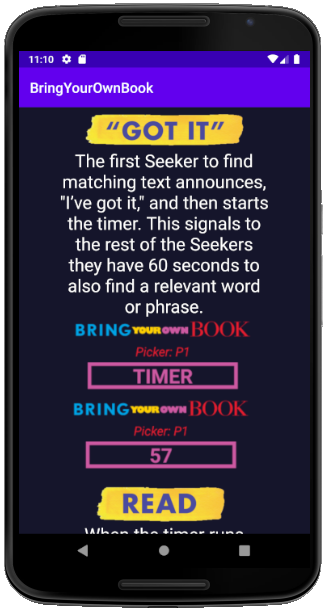 11:10
BringYourOwnBook
“GOT IT”
The first Seeker to find
matching text announces,
"I’ve got it," and then starts
the timer. This signals to
the rest of the Seekers
they have 60 seconds to
also find a relevant word
or phrase.
BRING YOUR OWN BOOK
Picker: P1
TIMER
BRING YOUR OWN BOOK
Picker: P1
57
READ
When the timer runs